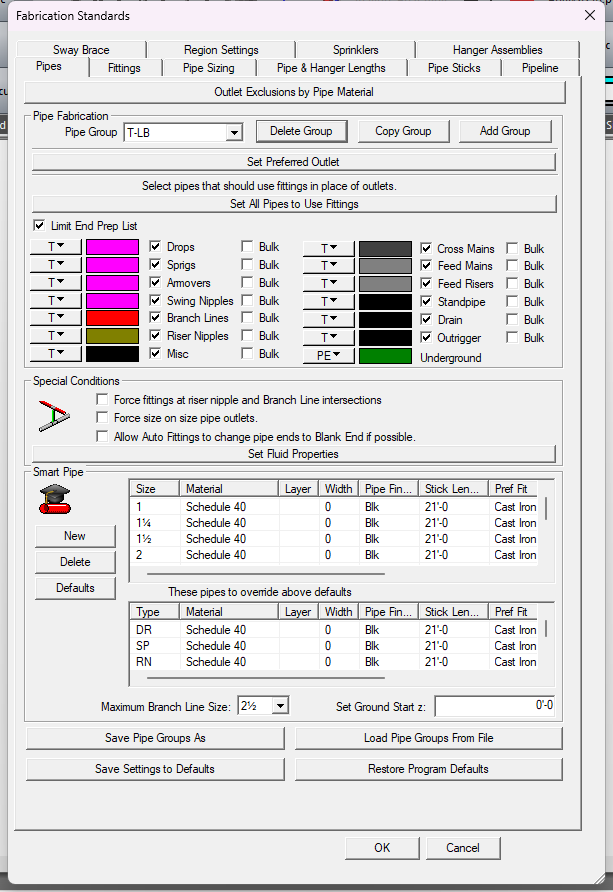 Fabrication Standards
Sway Brace Region Settings Sprinklers Hanger Assemblies
Pipes Fittings Pipe Sizing Pipe & Hanger Lengths Pipe Sticks Pipeline
Outlet Exclusions by Pipe Material
Pipe Fabrication
Pipe Group T-LB Delete Group Copy Group Add Group
Set Preferred Outlet
Select pipes that should use fittings in place of outlets.
Set All Pipes to Use Fittings
Limit End Prep List
T Drops Bulk T Cross Mains Bulk
T Sprigs Bulk T Feed Mains Bulk
T Armovers Bulk T Feed Risers Bulk
T Swing Nipples Bulk T Standpipe Bulk
T Branch Lines Bulk T Drain Bulk
T Riser Nipples Bulk T Outrigger Bulk
T Misc Bulk PE Underground
Special Conditions
Force fittings at riser nipple and Branch Line intersections
Force size on size pipe outlets.
Allow Auto Fittings to change pipe ends to Blank End if possible.
Set Fluid Properties
Smart Pipe
New
Delete
Defaults
Size Material Layer Width Pipe Fin... Stick Len... Pref Fit
1 Schedule 40 0 Blk 21'-0 Cast Iron
1¼ Schedule 40 0 Blk 21'-0 Cast Iron
1½ Schedule 40 0 Blk 21'-0 Cast Iron
2 Schedule 40 0 Blk 21'-0 Cast Iron
These pipes to override above defaults
Type Material Layer Width Pipe Fin... Stick Len... Pref Fit
DR Schedule 40 0 Blk 21'-0 Cast Iron
SP Schedule 40 0 Blk 21'-0 Cast Iron
RN Schedule 40 0 Blk 21'-0 Cast Iron
Maximum Branch Line Size: 2½ Set Ground Start z: 0'-0
Save Pipe Groups As Load Pipe Groups From File
Save Settings to Defaults Restore Program Defaults
OK Cancel